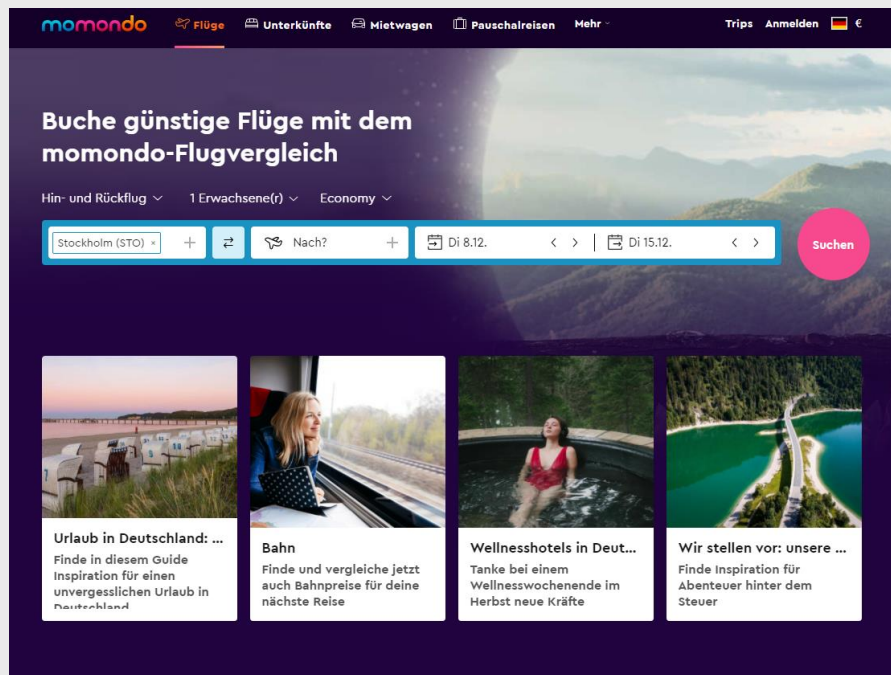 momondo Flüge Unterkünfte Mietwagen Pauschalreisen Mehr Trips Anmelden €
Buche günstige Flüge mit dem
momondo-Flugvergleich
Hin- und Rückflug 1 Erwachsene(r) Economy
Stockholm (STO) × + Nach? + Di 8.12. < > Di 15.12. < > Suchen
Urlaub in Deutschland: ...
Finde in diesem Guide
Inspiration für einen
unvergesslichen Urlaub in
Deutschland
Bahn
Finde und vergleiche jetzt
auch Bahnpreise für deine
nächste Reise
Wellnesshotels in Deut...
Tanke bei einem
Wellnesswochenende im
Herbst neue Kräfte
Wir stellen vor: unsere ...
Finde Inspiration für
Abenteuer hinter dem
Steuer